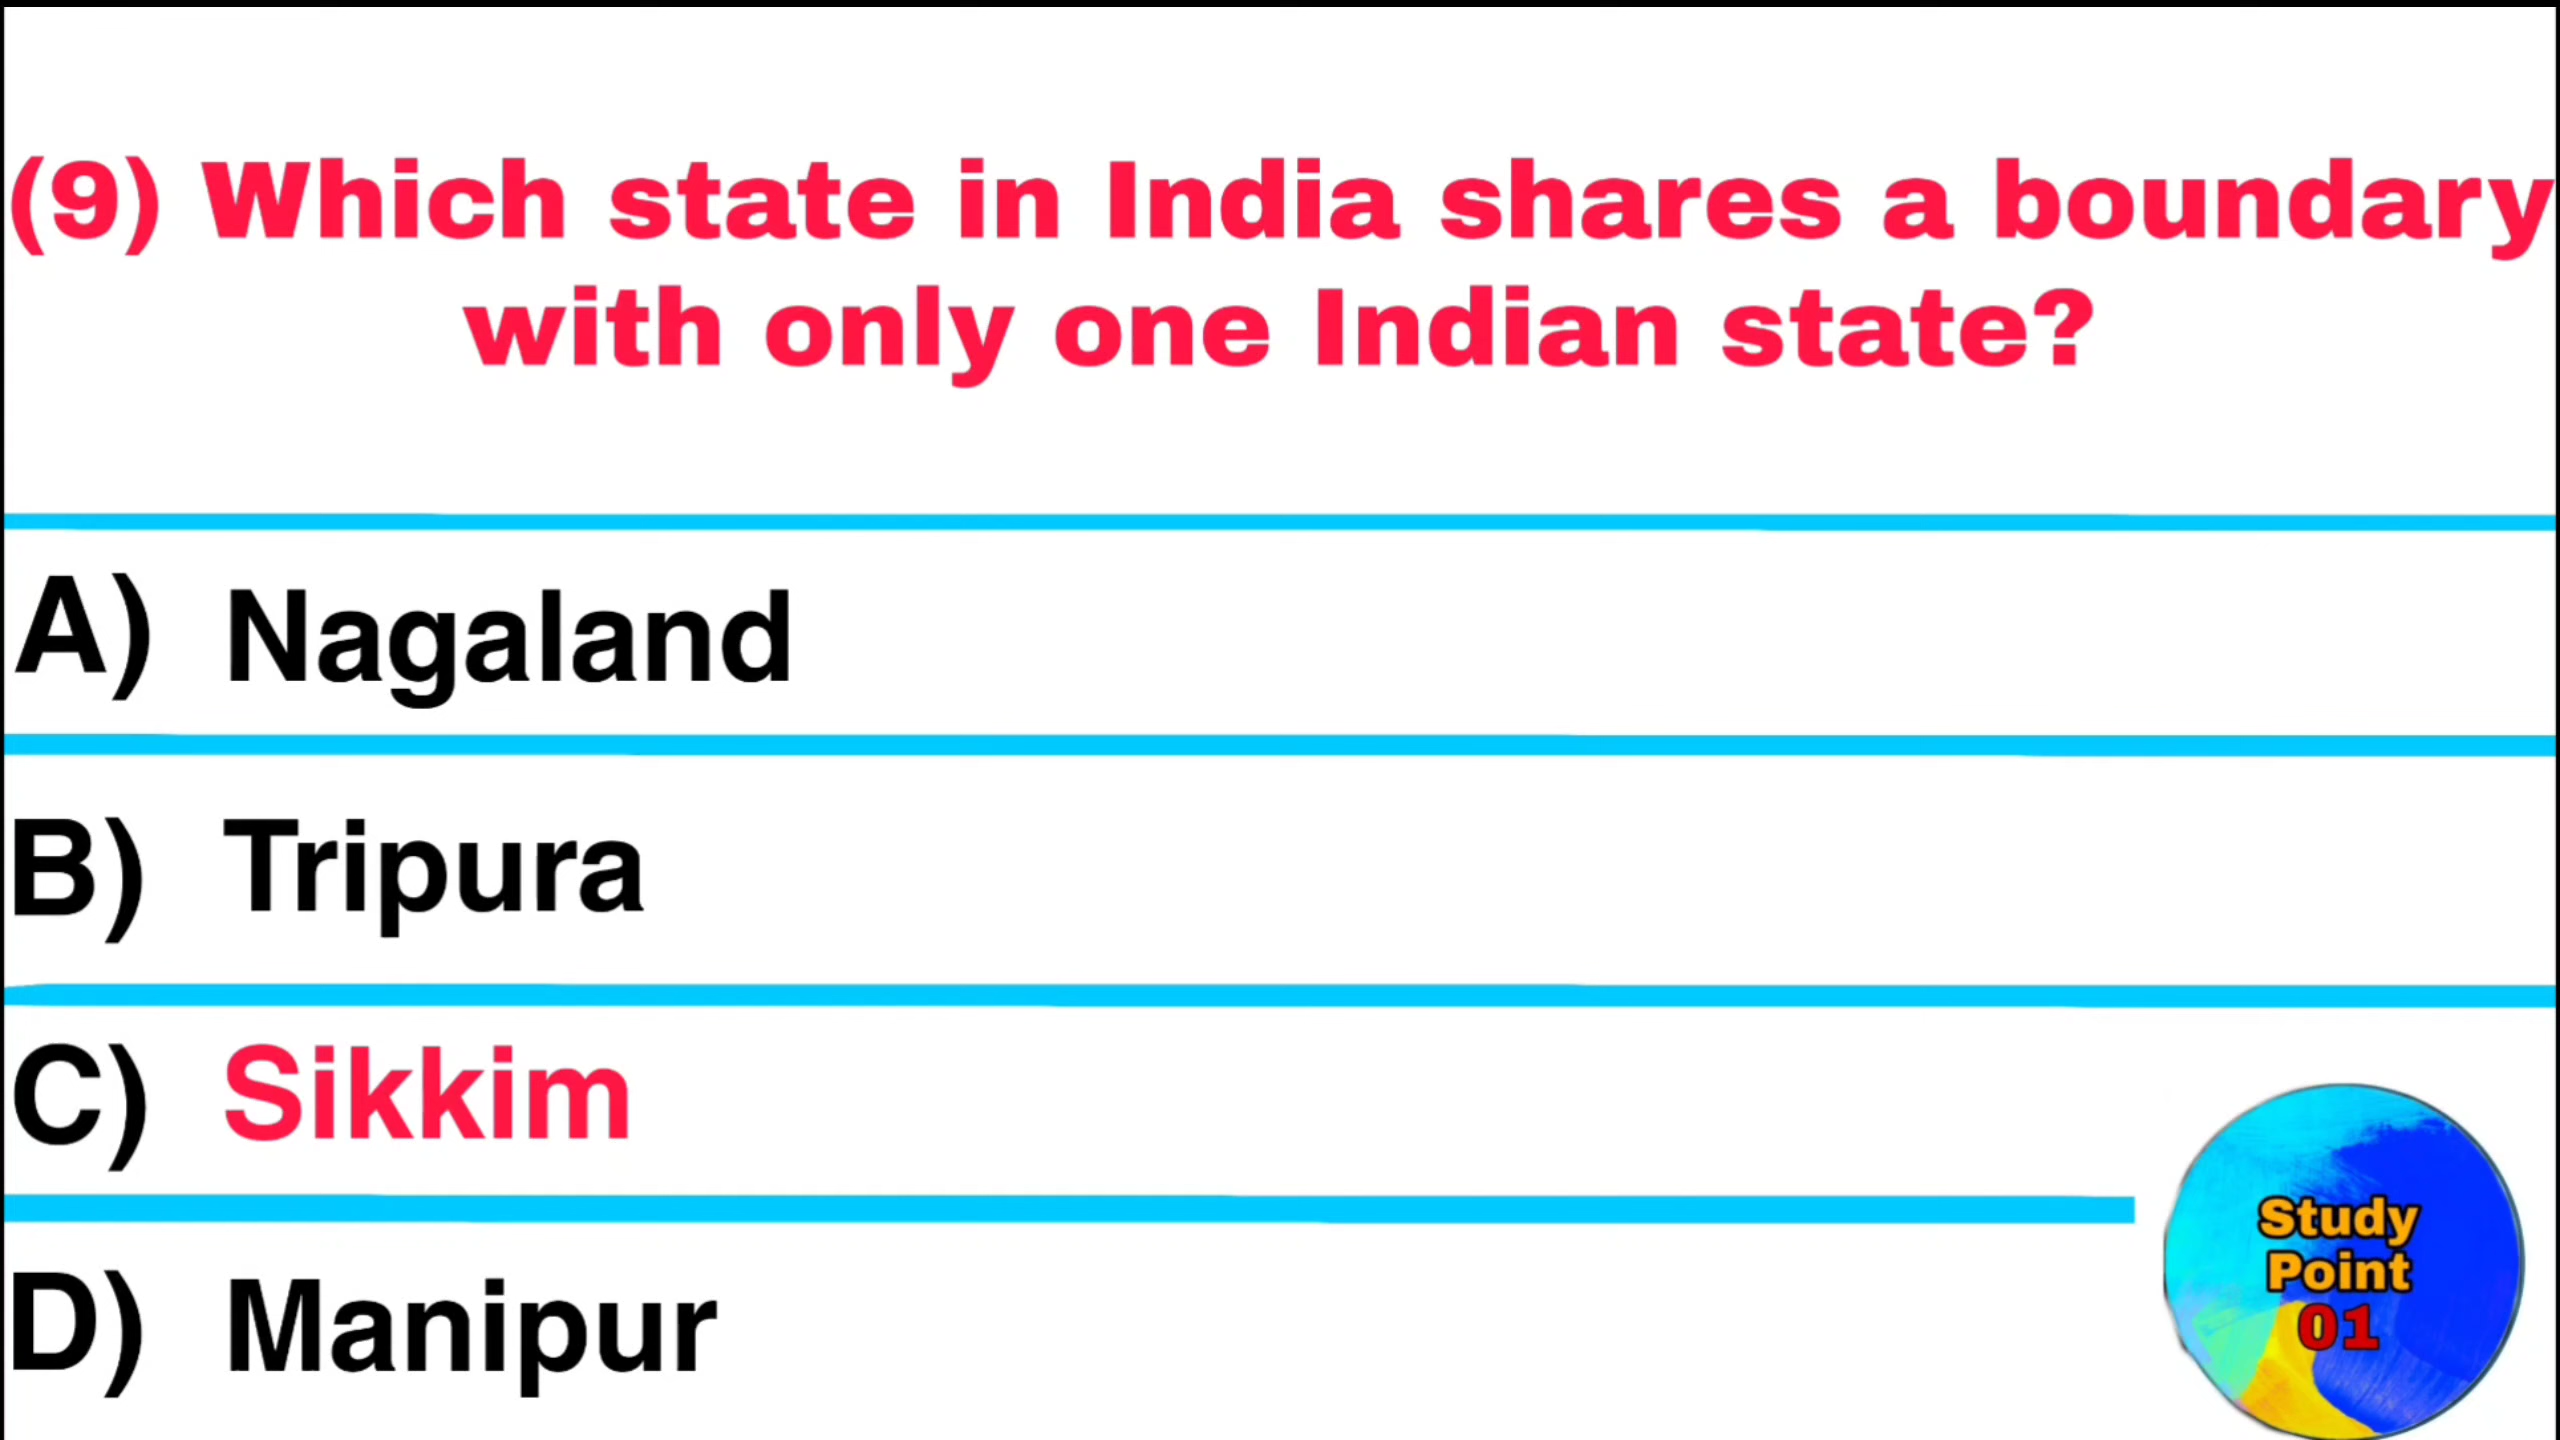 (9) Which state in India shares a boundary
with only one Indian state?
A) Nagaland
B) Tripura
C) Sikkim
D) Manipur
Study
Point
01